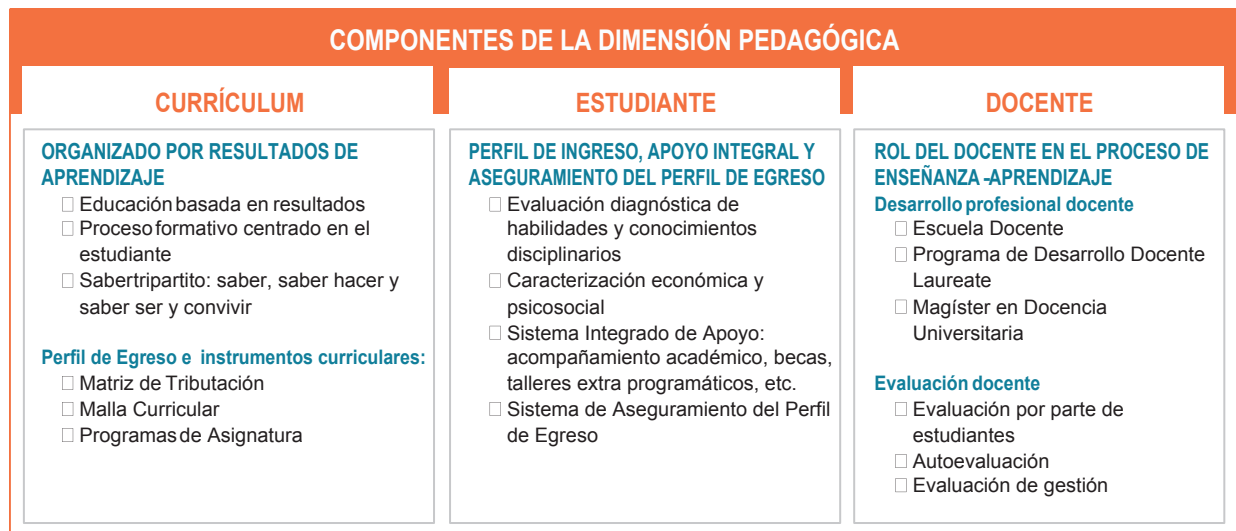 COMPONENTES DE LA DIMENSIÓN PEDAGÓGICA
CURRÍCULUM
ORGANIZADO POR RESULTADOS DE
APRENDIZAJE
□ Educación basada en resultados
□ Proceso formativo centrado en el
estudiante
□ Sabertripartito: saber, saber hacer y
saber ser y convivir
Perfil de Egreso e instrumentos curriculares:
□ Matriz de Tributación
□ Malla Curricular
□ Programas de Asignatura
ESTUDIANTE
PERFIL DE INGRESO, APOYO INTEGRAL Y
ASEGURAMIENTO DEL PERFIL DE EGRESO
□ Evaluación diagnóstica de
habilidades y conocimientos
disciplinarios
□ Caracterización económica y
psicosocial
□ Sistema Integrado de Apoyo:
acompañamiento académico, becas,
talleres extra programáticos, etc.
□ Sistema de Aseguramiento del Perfil
de Egreso
DOCENTE
ROL DEL DOCENTE EN EL PROCESO DE
ENSEÑANZA -APRENDIZAJE
Desarrollo profesional docente
□ Escuela Docente
□ Programa de Desarrollo Docente
Laureate
□ Magíster en Docencia
Universitaria
Evaluación docente
□ Evaluación por parte de
estudiantes
□ Autoevaluación
□ Evaluación de gestión